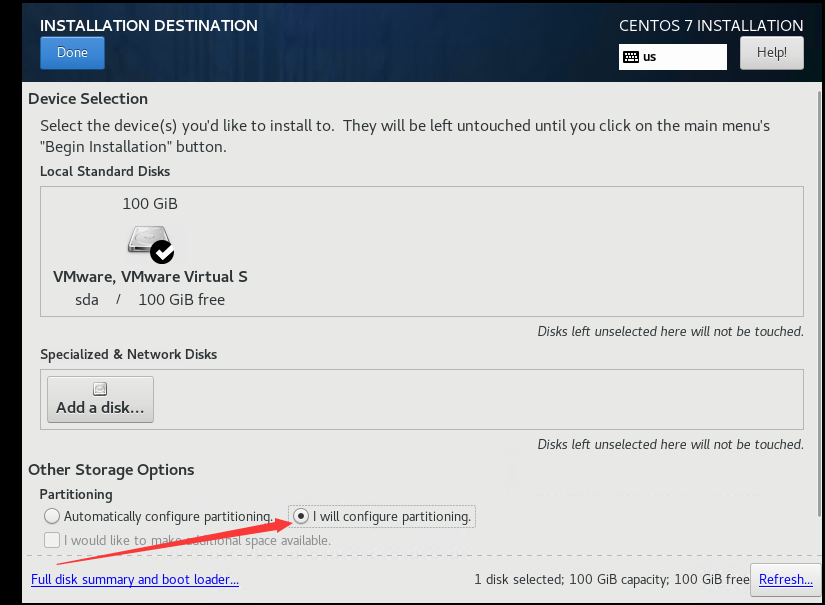 INSTALLATION DESTINATION
CENTOS 7 INSTALLATION
Done
us
Help!
Device Selection
Select the device(s) you'd like to install to. They will be left untouched until you click on the main menu's
"Begin Installation" button.
Local Standard Disks
100 GiB
VMware, VMware Virtual S
sda / 100 GiB free
Disks left unselected here will not be touched.
Specialized & Network Disks
Add a disk...
Disks left unselected here will not be touched.
Other Storage Options
Partitioning
Automatically configure partitioning.
I will configure partitioning.
I would like to make additional space available.
Full disk summary and boot loader...
1 disk selected; 100 GiB capacity; 100 GiB free
Refresh...